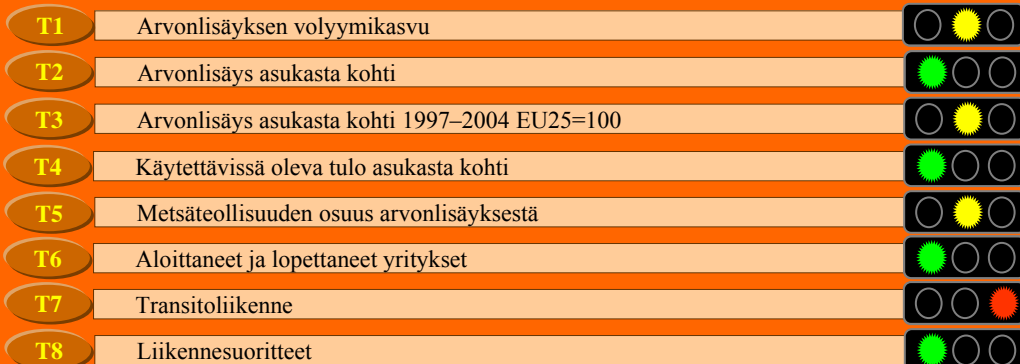 T1 Arvonlisäyksen volyymikasvu
T2 Arvonlisäys asukasta kohti
T3 Arvonlisäys asukasta kohti 1997–2004 EU25=100
T4 Käytettävissä oleva tulo asukasta kohti
T5 Metsäteollisuuden osuus arvonlisäyksestä
T6 Aloittaneet ja lopettaneet yritykset
T7 Transitoliikenne
T8 Liikennesuoritteet